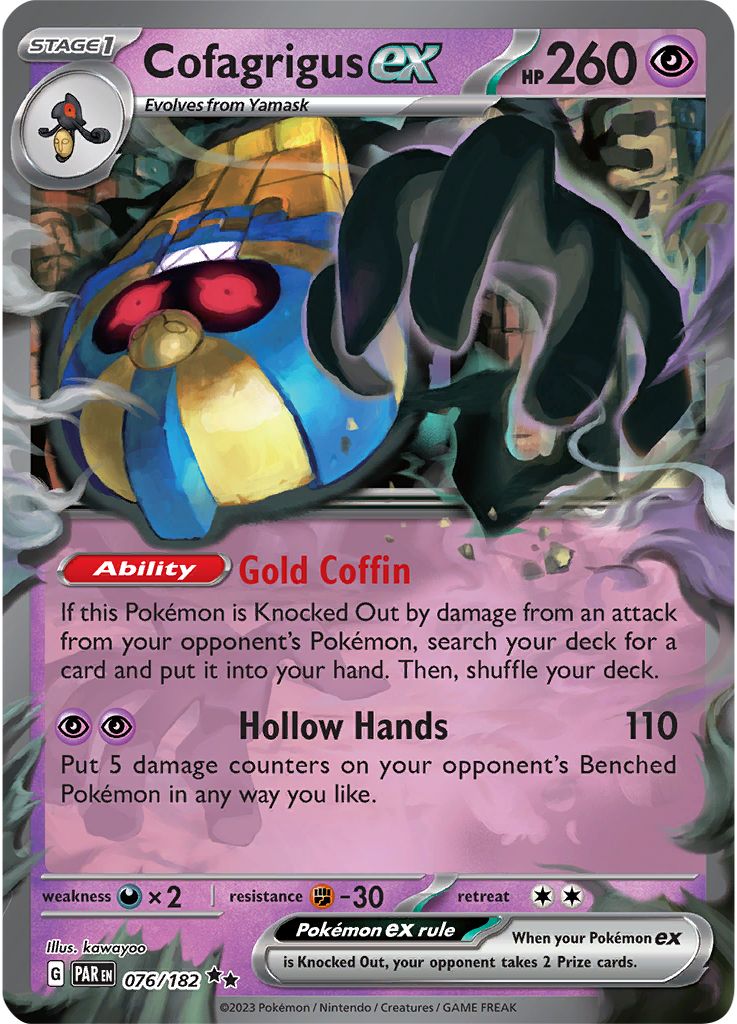 STAGE1
Cofagrigus ex
HP 260
Evolves from Yamask
Ability Gold Coffin
If this Pokémon is Knocked Out by damage from an attack
from your opponent's Pokémon, search your deck for a
card and put it into your hand. Then, shuffle your deck.
Hollow Hands 110
Put 5 damage counters on your opponent's Benched
Pokémon in any way you like.
weakness ×2 resistance -30 retreat
Pokémon ex rule When your Pokémon ex
is Knocked Out, your opponent takes 2 Prize cards.
Illus. kawayoo
G PAR EN 076/182
©2023 Pokémon / Nintendo / Creatures / GAME FREAK